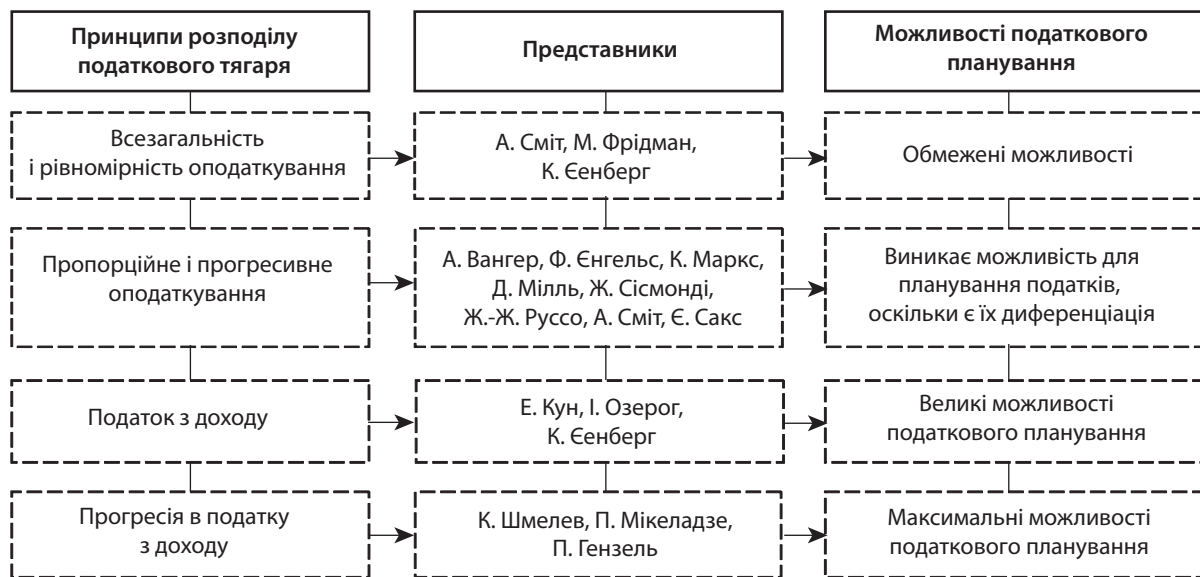 Принципи розподілу
податкового тягаря
Представники
Можливості податкового
планування
Всезагальність
і рівномірність оподаткування
А. Сміт, М. Фрідман,
К. Єенберг
Обмежені можливості
Пропорційне і прогресивне
оподаткування
А. Вангер, Ф. Єнгельс, К. Маркс,
Д. Мілль, Ж. Сісмонді,
Ж.-Ж. Руссо, А. Сміт, Є. Сакс
Виникає можливість для
планування податків,
оскільки є їх диференціація
Податок з доходу
Е. Кун, І. Озерог,
К. Єенберг
Великі можливості
податкового планування
Прогресія в податку
з доходу
К. Шмелев, П. Мікеладзе,
П. Гензель
Максимальні можливості
податкового планування